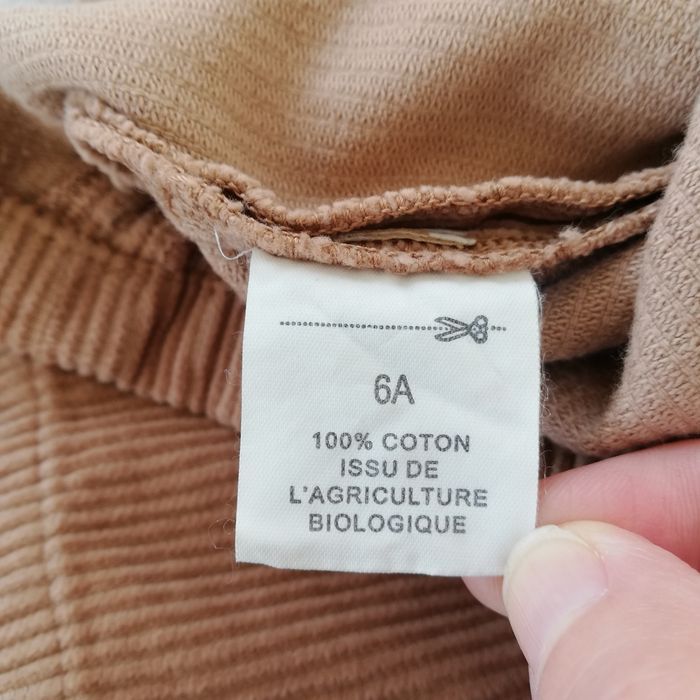 6A
100% COTON
ISSU DE
L'AGRICULTURE
BIOLOGIQUE